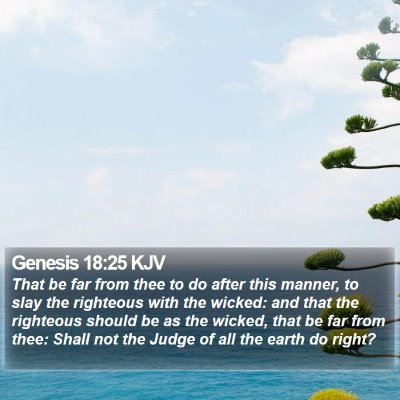 Genesis 18:25 KJV
That be far from thee to do after this manner, to
slay the righteous with the wicked: and that the
righteous should be as the wicked, that be far from
thee: Shall not the Judge of all the earth do right?